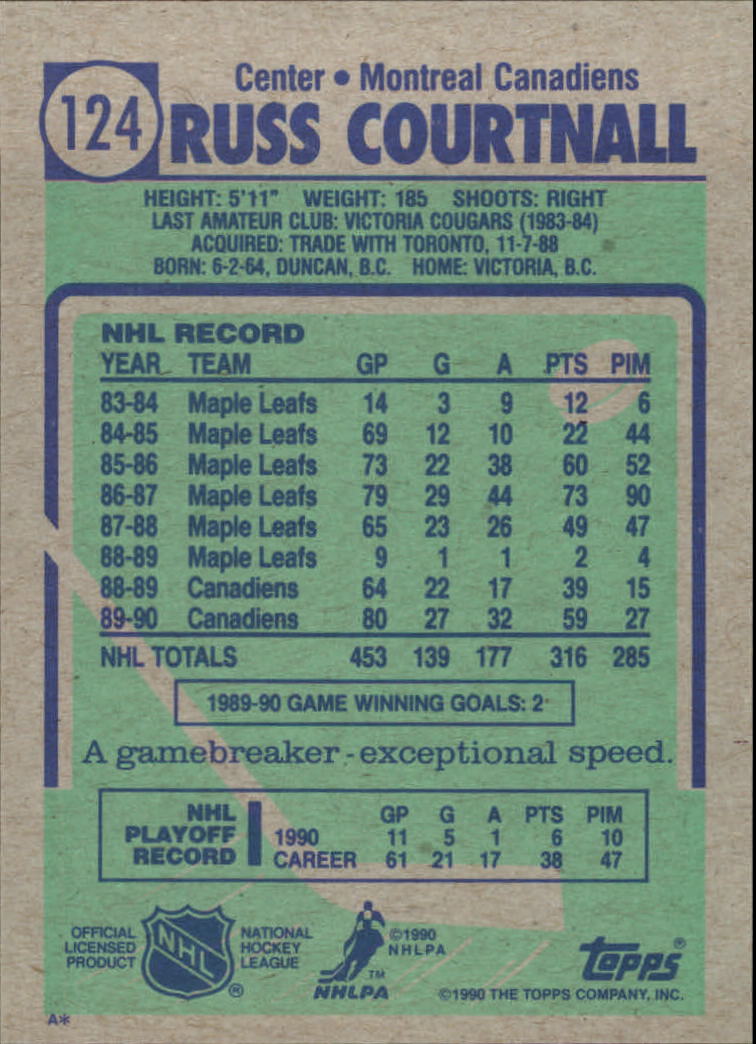 124
Center • Montreal Canadiens
RUSS COURTNALL
HEIGHT: 5'11" WEIGHT: 185 SHOOTS: RIGHT
LAST AMATEUR CLUB: VICTORIA COUGARS (1983-84)
ACQUIRED: TRADE WITH TORONTO, 11-7-88
BORN: 6-2-64, DUNCAN, B.C. HOME: VICTORIA, B.C.
NHL RECORD
YEAR TEAM GP G A PTS PIM
83-84 Maple Leafs 14 3 9 12 6
84-85 Maple Leafs 69 12 10 22 44
85-86 Maple Leafs 73 22 38 60 52
86-87 Maple Leafs 79 29 44 73 90
87-88 Maple Leafs 65 23 26 49 47
88-89 Maple Leafs 9 1 1 2 4
88-89 Canadiens 64 22 17 39 15
89-90 Canadiens 80 27 32 59 27
NHL TOTALS 453 139 177 316 285
1989-90 GAME WINNING GOALS: 2
A gamebreaker - exceptional speed.
NHL PLAYOFF RECORD
GP G A PTS PIM
1990 11 5 1 6 10
CAREER 61 21 17 38 47
OFFICIAL
LICENSED
PRODUCT
NHL
®
NATIONAL
HOCKEY
LEAGUE
TM
NHLPA
©1990
NHLPA
topps®
©1990 THE TOPPS COMPANY, INC.
A*